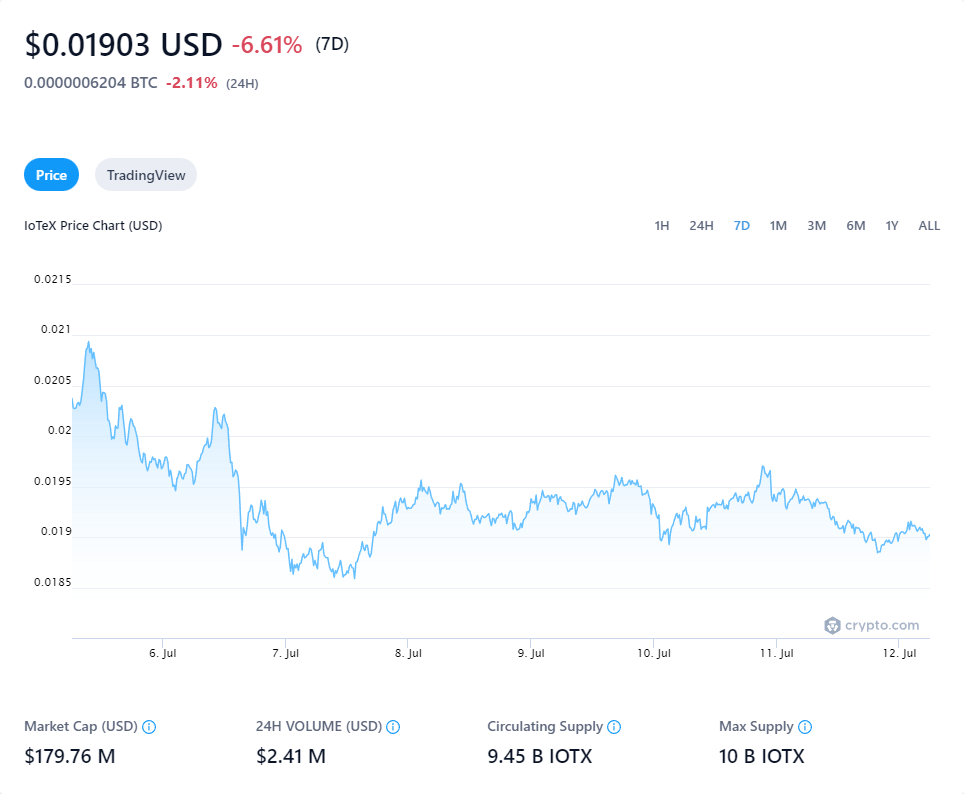 $0.01903 USD -6.61% (7D)
0.0000006204 BTC -2.11% (24H)
Price TradingView
IoTeX Price Chart (USD) 1H 24H 7D 1M 3M 6M 1Y ALL
0.0215
0.021
0.0205
0.02
0.0195
0.019
0.0185
crypto.com
6. Jul 7. Jul 8. Jul 9. Jul 10. Jul 11. Jul 12. Jul
Market Cap (USD) 24H VOLUME (USD) Circulating Supply Max Supply
$179.76 M $2.41 M 9.45 B IOTX 10 B IOTX